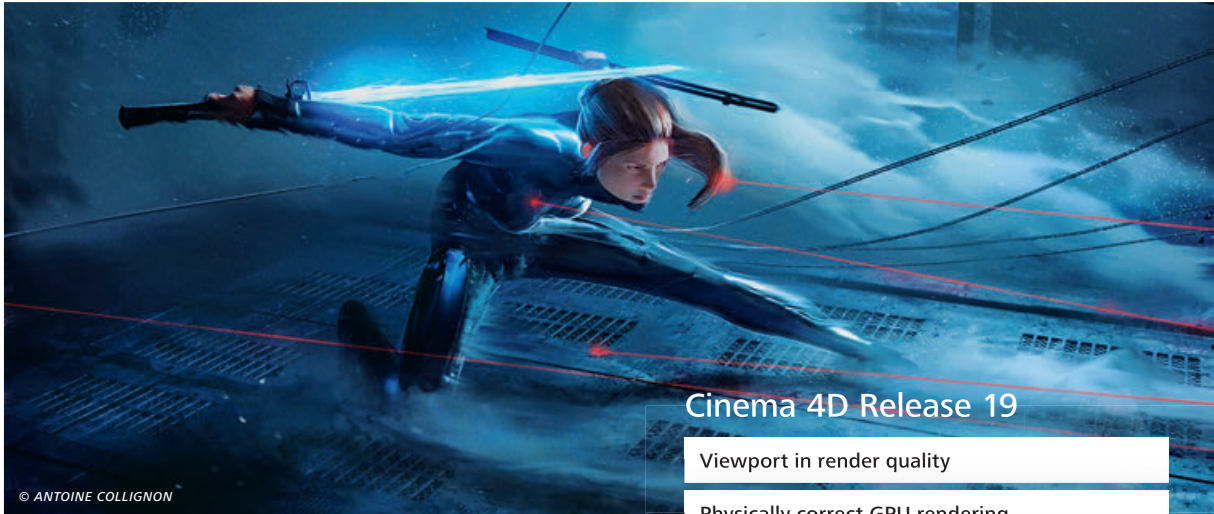 Cinema 4D Release 19
Viewport in render quality
Physically correct GPU rendering
© ANTOINE COLLIGNON